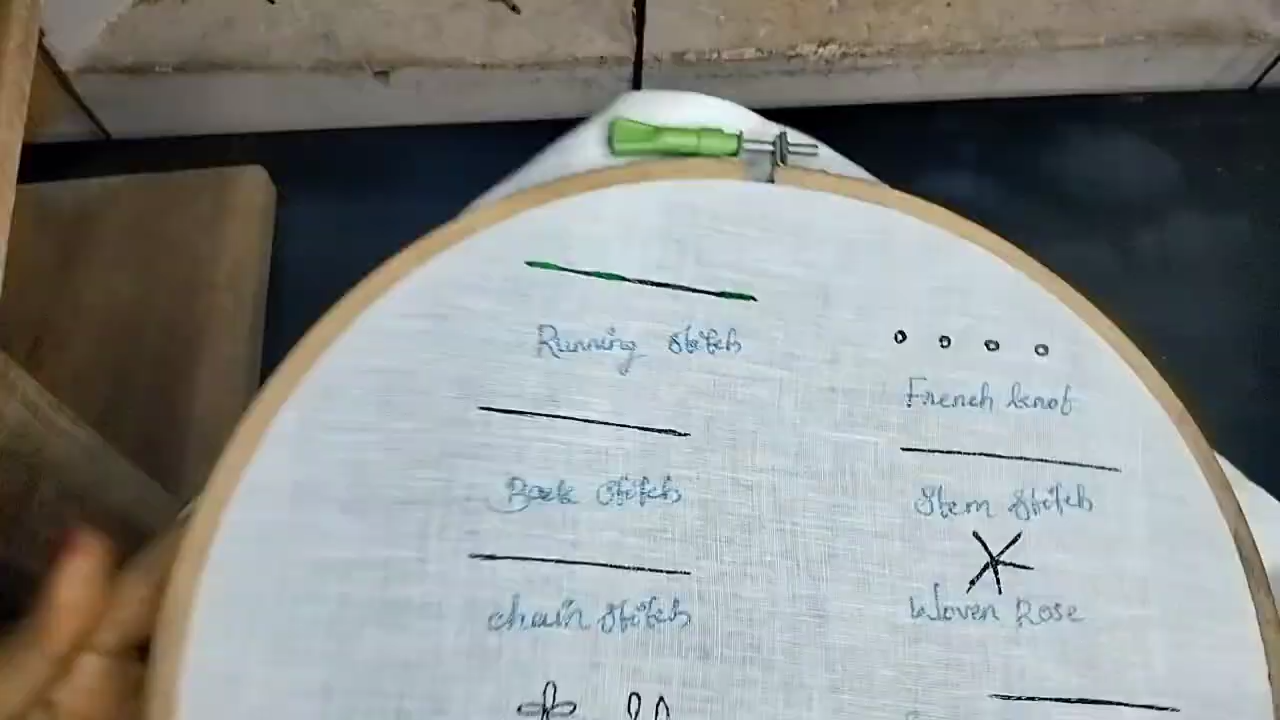 Running stitch
French knot
Back stitch
Stem stitch
chain stitch
Woven Rose